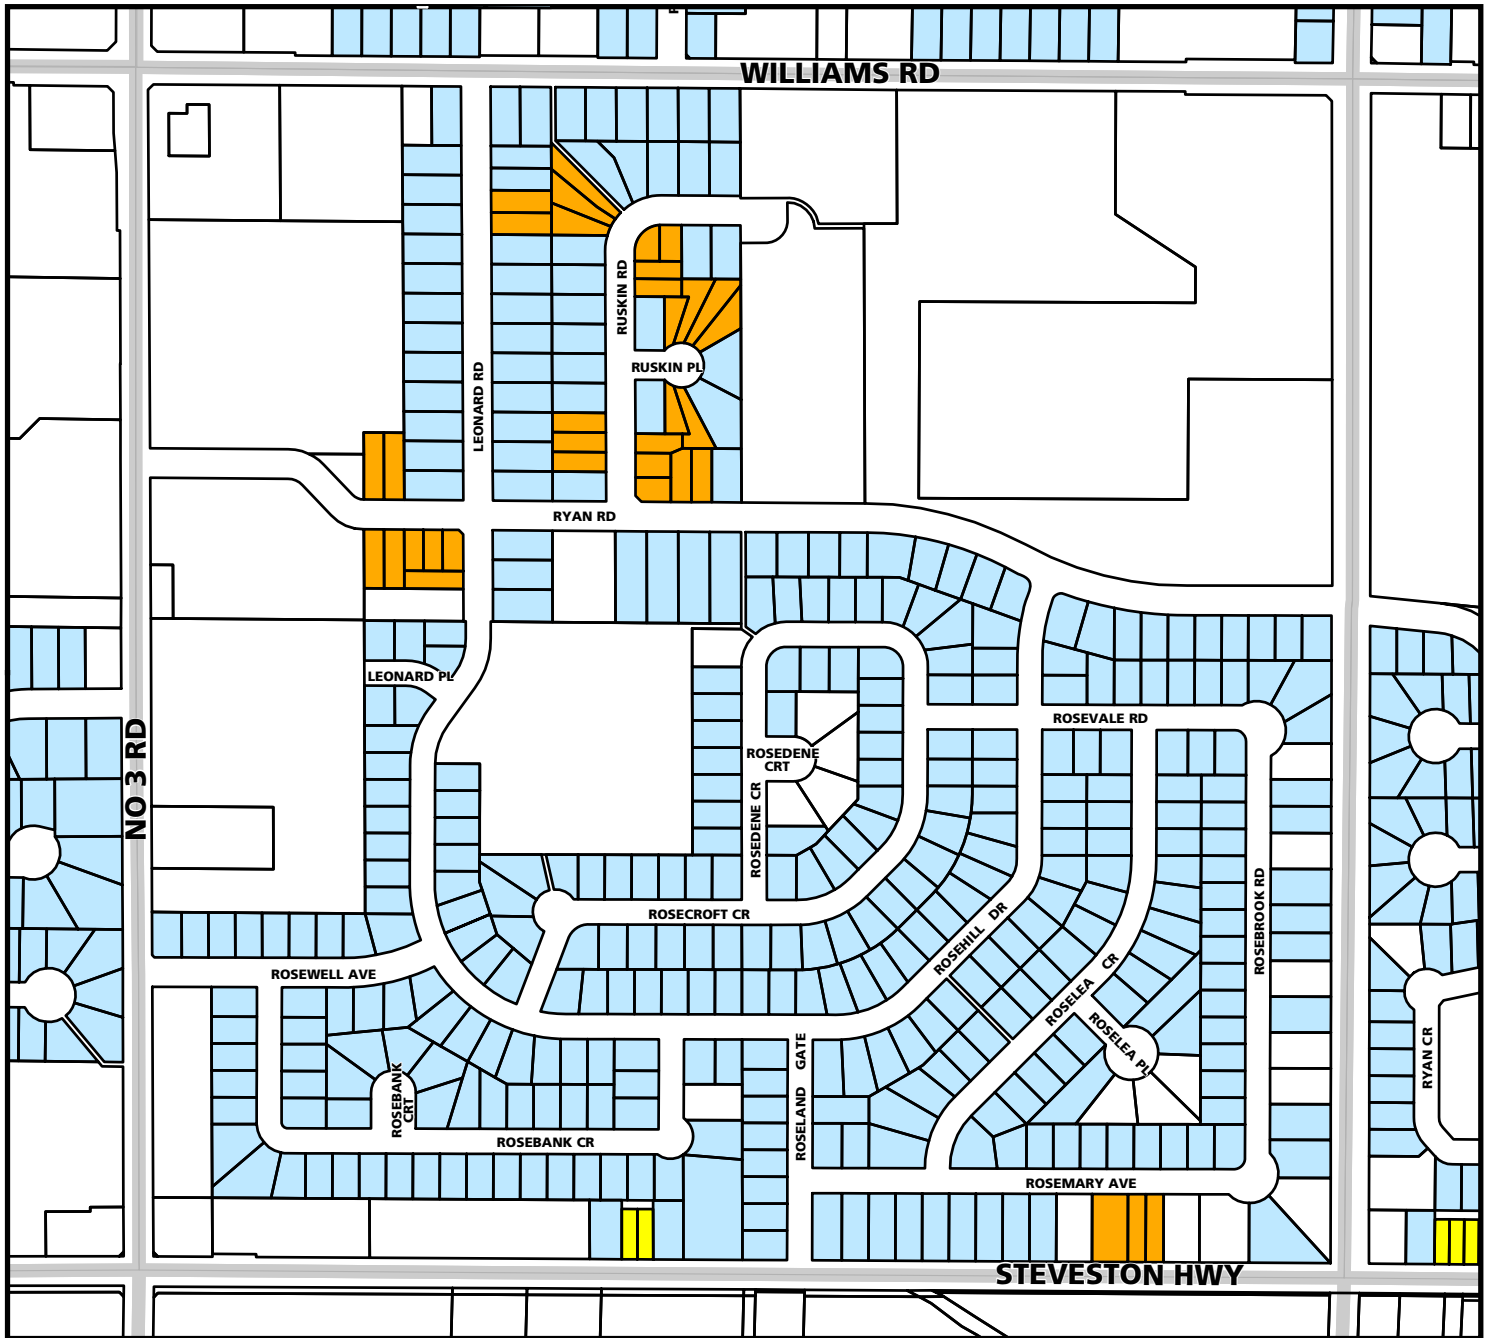 WILLIAMS RD
RUSKIN RD
RUSKIN PL
LEONARD RD
RYAN RD
LEONARD PL
NO 3 RD
ROSEVALE RD
ROSEDENE
CRT
ROSEDENE CR
ROSECROFT CR
ROSEHILL DR
ROSEBROOK RD
ROSEWELL AVE
ROSELEA CR
ROSELEA PL
ROSELAND GATE
ROSEBANK
CRT
RYAN CR
ROSEBANK CR
ROSEMARY AVE
STEVESTON HWY